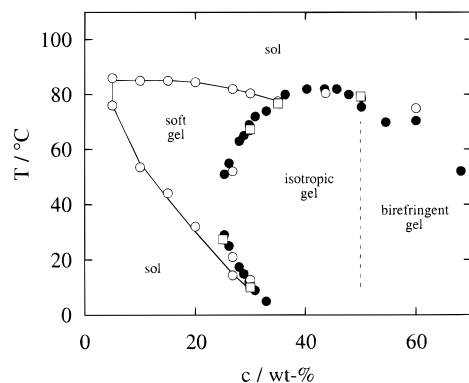 sol
100
80
60
40
20
0
T / °C
soft
gel
isotropic
gel
birefringent
gel
sol
0
20
40
60
c / wt-%